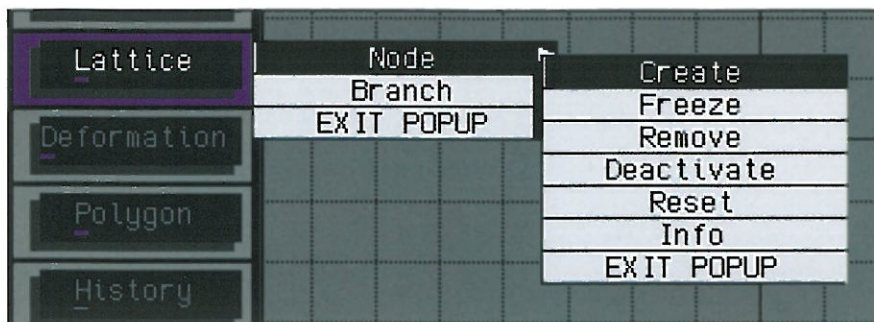 Lattice
Deformation
Polygon
History
Node
Branch
EXIT POPUP
Create
Freeze
Remove
Deactivate
Reset
Info
EXIT POPUP